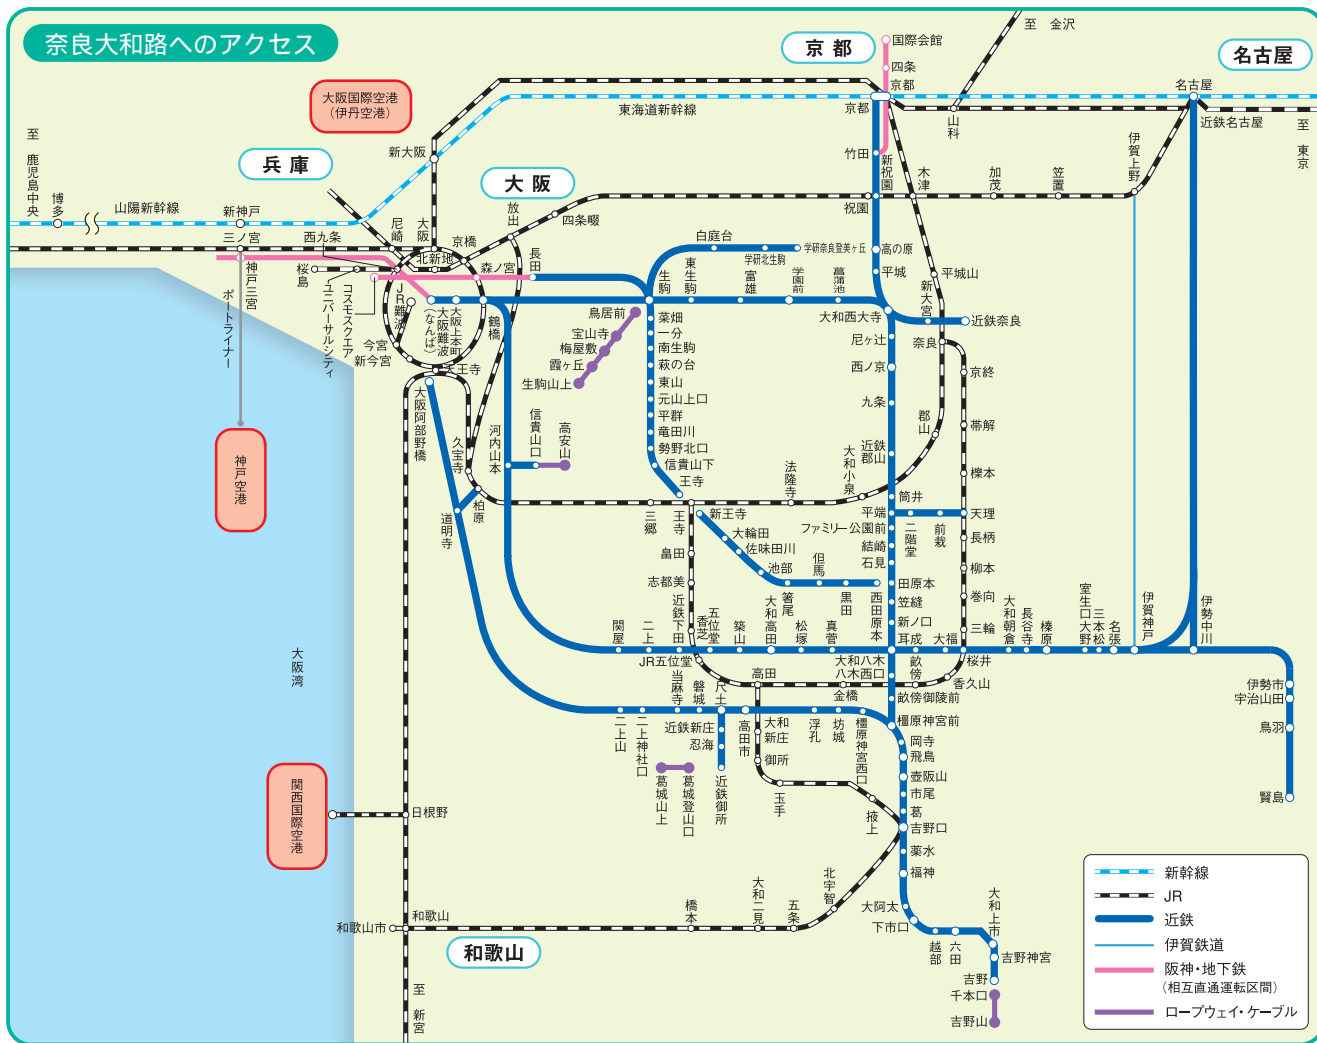 奈良大和路へのアクセス
京都
名古屋
大阪
兵庫
和歌山
大阪国際空港
（伊丹空港）
神戸空港
関西国際空港
大阪湾
至 金沢
至 東京
至 鹿児島中央
至 新宮
国際会館
四条
京都
京都
竹田
東海道新幹線
山科
名古屋
近鉄名古屋
伊賀上野
新大阪
博多
山陽新幹線
新神戸
三ノ宮
神戸三宮
ポートライナー
西九条
尼崎
大阪
北新地
京橋
放出
四条畷
桜島
ユニバーサルシティ
コスモスクエア
JR難波
大阪難波
（なんば）
大阪上本町
鶴橋
森ノ宮
長田
今宮
新今宮
天王寺
大阪阿部野橋
久宝寺
河内山本
信貴山口
高安山
柏原
道明寺
新祝園
祝園
木津
加茂
笠置
高の原
平城
平城山
白庭台
学研北生駒
学研奈良登美ヶ丘
生駒
東生駒
富雄
学園前
菖蒲池
大和西大寺
新大宮
近鉄奈良
奈良
鳥居前
宝山寺
梅屋敷
霞ヶ丘
生駒山上
菜畑
一分
南生駒
萩の台
東山
元山上口
平群
竜田川
勢野北口
信貴山下
王寺
尼ヶ辻
西ノ京
九条
近鉄郡山
郡山
大和小泉
法隆寺
王寺
三郷
筒井
平端
ファミリー公園前
結崎
石見
田原本
笠縫
新ノ口
二階堂
前栽
天理
京終
帯解
櫟本
長柄
柳本
巻向
三輪
新王寺
大輪田
佐味田川
池部
箸尾
但馬
黒田
西田原本
畠田
志都美
香芝
JR五位堂
関屋
二上
近鉄下田
五位堂
築山
大和高田
松塚
真菅
大和八木
八木西口
耳成
大福
桜井
大和朝倉
長谷寺
榛原
室生口大野
三本松
名張
伊賀神戸
伊勢中川
伊勢市
宇治山田
鳥羽
賢島
高田
金橋
畝傍
香久山
畝傍御陵前
橿原神宮前
二上山
二上神社口
当麻寺
磐城
尺土
高田市
浮孔
坊城
橿原神宮西口
近鉄新庄
忍海
近鉄御所
葛城山上
葛城登山口
大和新庄
御所
玉手
掖上
岡寺
飛鳥
壺阪山
市尾
葛
吉野口
薬水
福神
大阿太
下市口
越部
六田
大和上市
吉野神宮
吉野
千本口
吉野山
日根野
和歌山
和歌山市
橋本
大和二見
五条
北宇智
新幹線
JR
近鉄
伊賀鉄道
阪神・地下鉄
（相互直通運転区間）
ロープウェイ・ケーブル